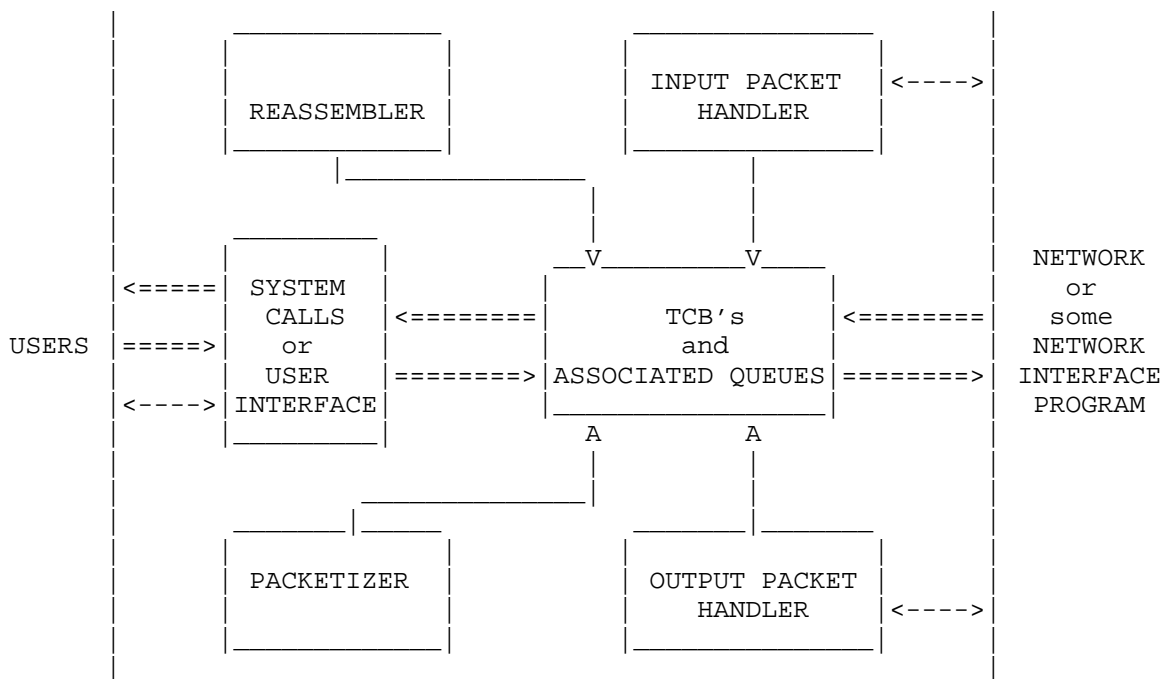 REASSEMBLER
INPUT PACKET
HANDLER
USERS
SYSTEM
CALLS
or
USER
INTERFACE
TCB's
and
ASSOCIATED QUEUES
NETWORK
or
some
NETWORK
INTERFACE
PROGRAM
PACKETIZER
OUTPUT PACKET
HANDLER